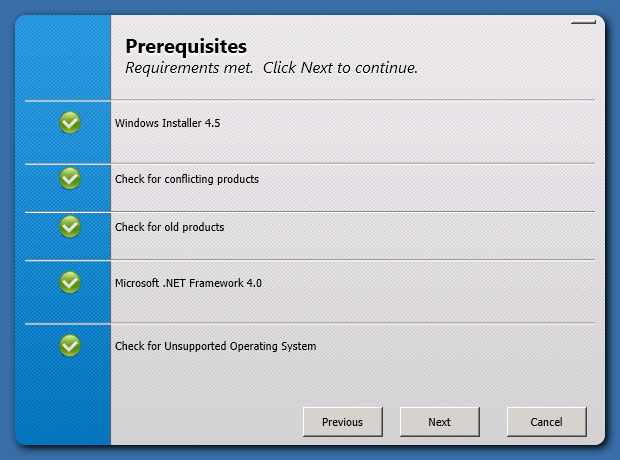 Prerequisites
Requirements met.  Click Next to continue.
Windows Installer 4.5
Check for conflicting products
Check for old products
Microsoft .NET Framework 4.0
Check for Unsupported Operating System
Previous
Next
Cancel